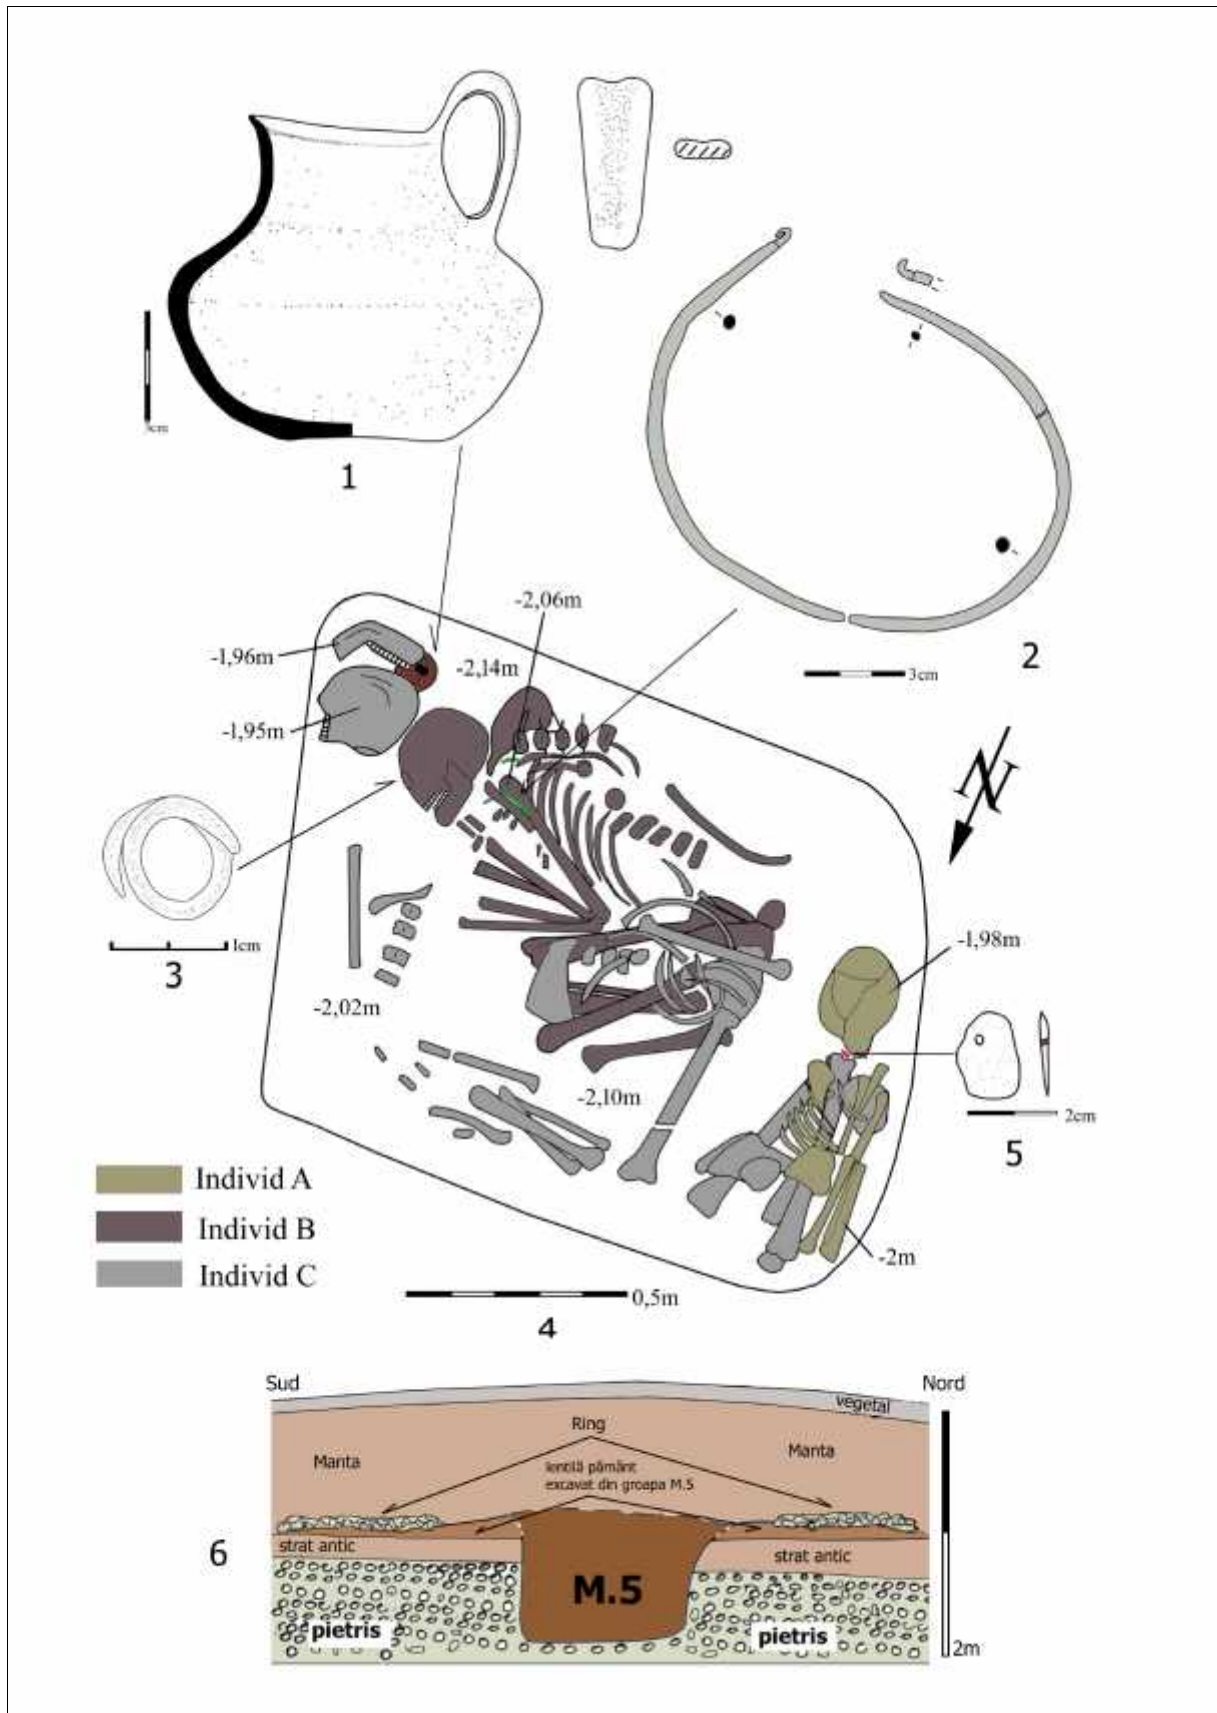 3cm
1
2
3cm
-2,06m
-1,96m
-2,14m
-1,95m
N
1cm
3
-1,98m
-2,02m
-2,10m
2cm
5
Individ A
Individ B
Individ C
-2m
0,5m
4
Sud
Nord
vegetal
Ring
Manta
Manta
lentilă pământ
excavat din groapa M.5
strat antic
strat antic
6
M.5
pietris
pietris
2m